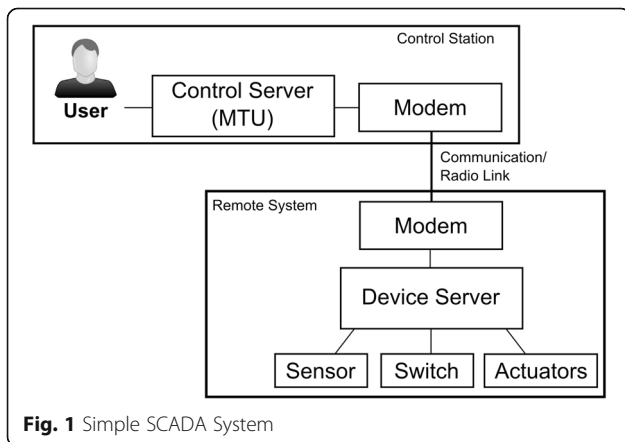 Control Station
User
Control Server
(MTU)
Modem
Communication/
Radio Link
Remote System
Modem
Device Server
Sensor
Switch
Actuators
Fig. 1 Simple SCADA System